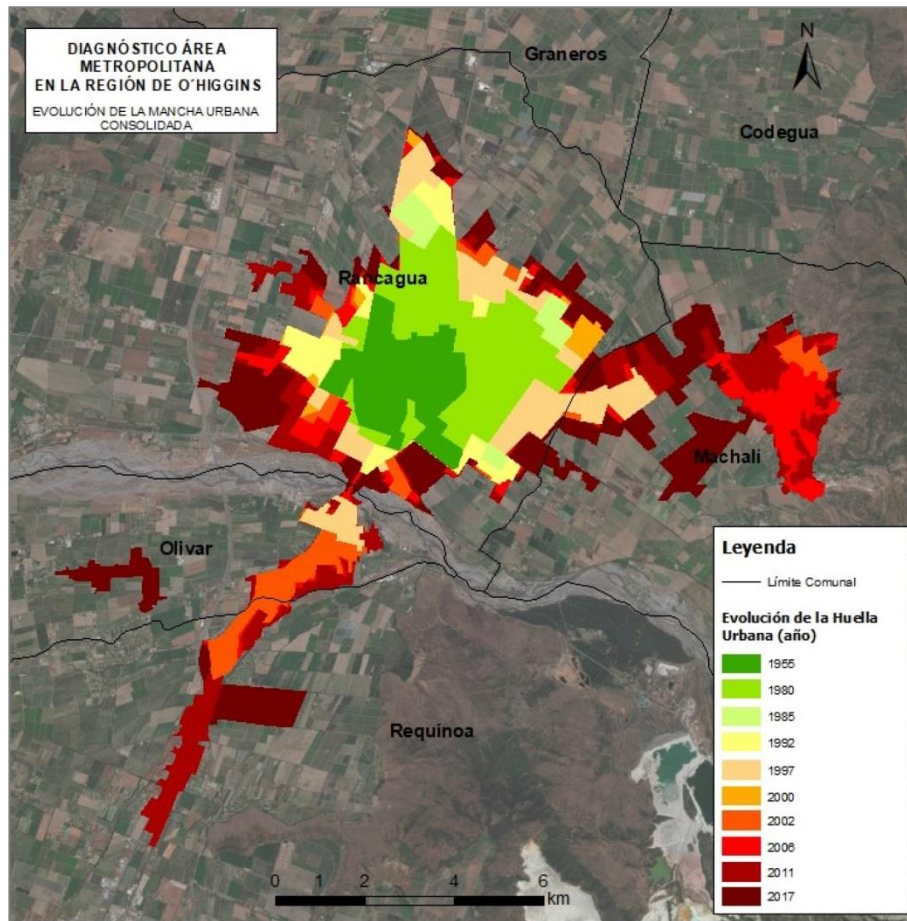 DIAGNÓSTICO ÁREA
METROPOLITANA
EN LA REGIÓN DE O´HIGGINS
EVOLUCIÓN DE LA MANCHA URBANA
CONSOLIDADA
Graneros
N
Codegua
Rancagua
Machalí
Olivar
Requínoa
Leyenda
Límite Comunal
Evolución de la Huella
Urbana (año)
1955
1980
1985
1992
1997
2000
2002
2006
2011
2017
0 1 2 4 6
km